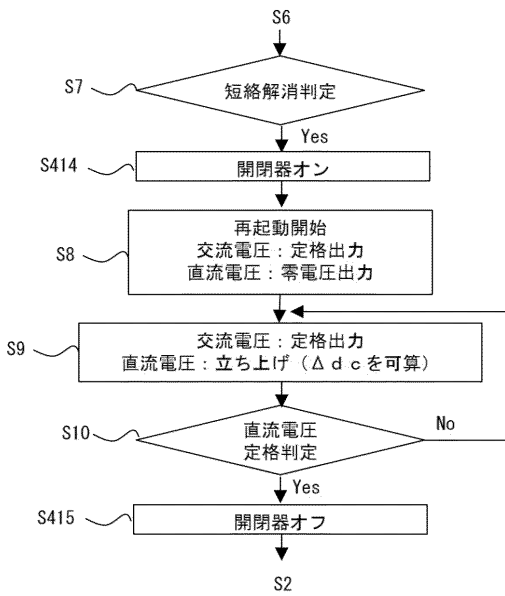 S6
S7
短絡解消判定
Yes
S414
開閉器オン
S8
再起動開始
交流電圧：定格出力
直流電圧：零電圧出力
S9
交流電圧：定格出力
直流電圧：立ち上げ（Δdcを可算）
S10
直流電圧
定格判定
No
Yes
S415
開閉器オフ
S2